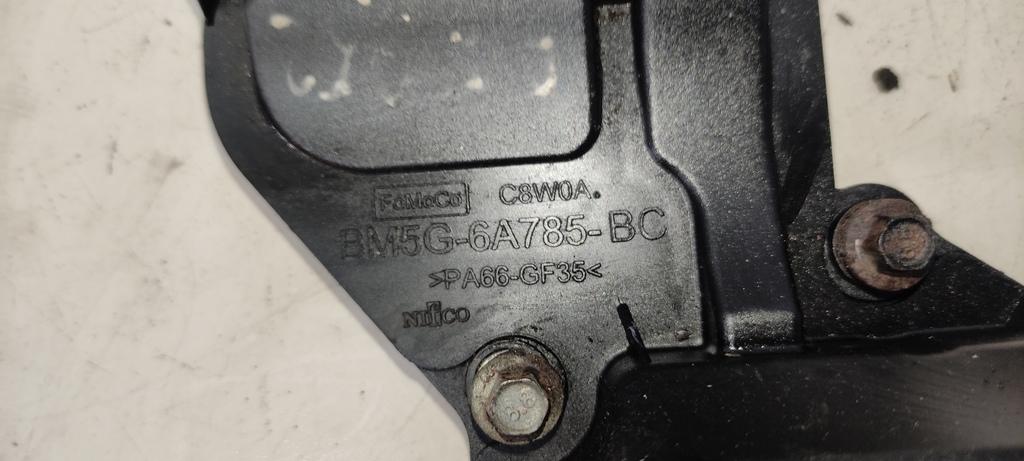 FoMoCo C8W0A.
BM5G-6A785-BC
>PA66-GF35<
NIFCO